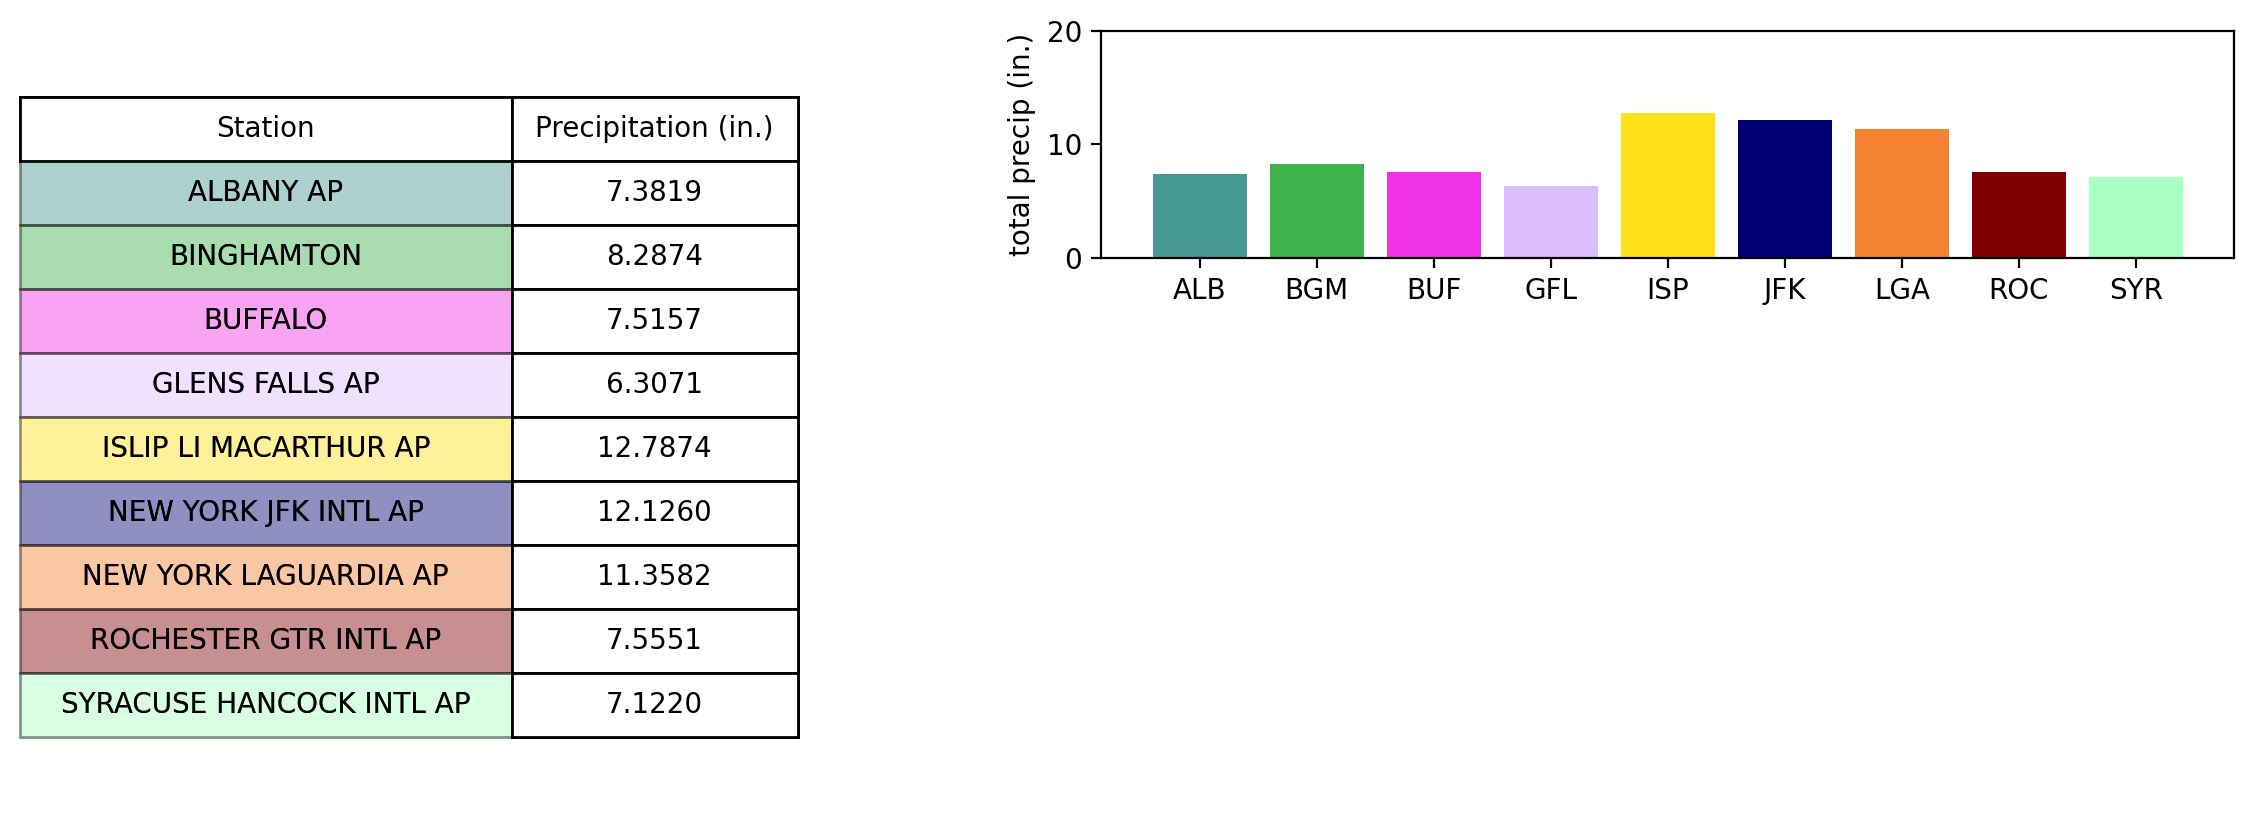 Station Precipitation (in.)
ALBANY AP 7.3819
BINGHAMTON 8.2874
BUFFALO 7.5157
GLENS FALLS AP 6.3071
ISLIP LI MACARTHUR AP 12.7874
NEW YORK JFK INTL AP 12.1260
NEW YORK LAGUARDIA AP 11.3582
ROCHESTER GTR INTL AP 7.5551
SYRACUSE HANCOCK INTL AP 7.1220
total precip (in.)
20
10
0
ALB BGM BUF GFL ISP JFK LGA ROC SYR